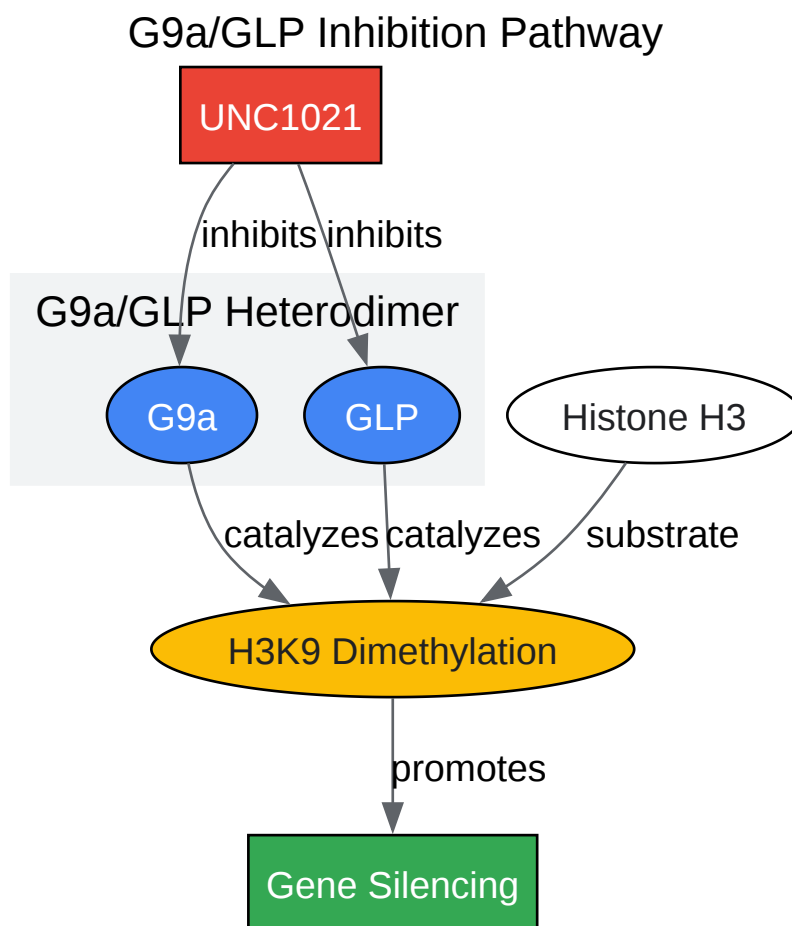 G9a/GLP Inhibition Pathway
UNC1021
inhibits inhibits
G9a/GLP Heterodimer
G9a GLP Histone H3
catalyzes catalyzes substrate
H3K9 Dimethylation
promotes
Gene Silencing